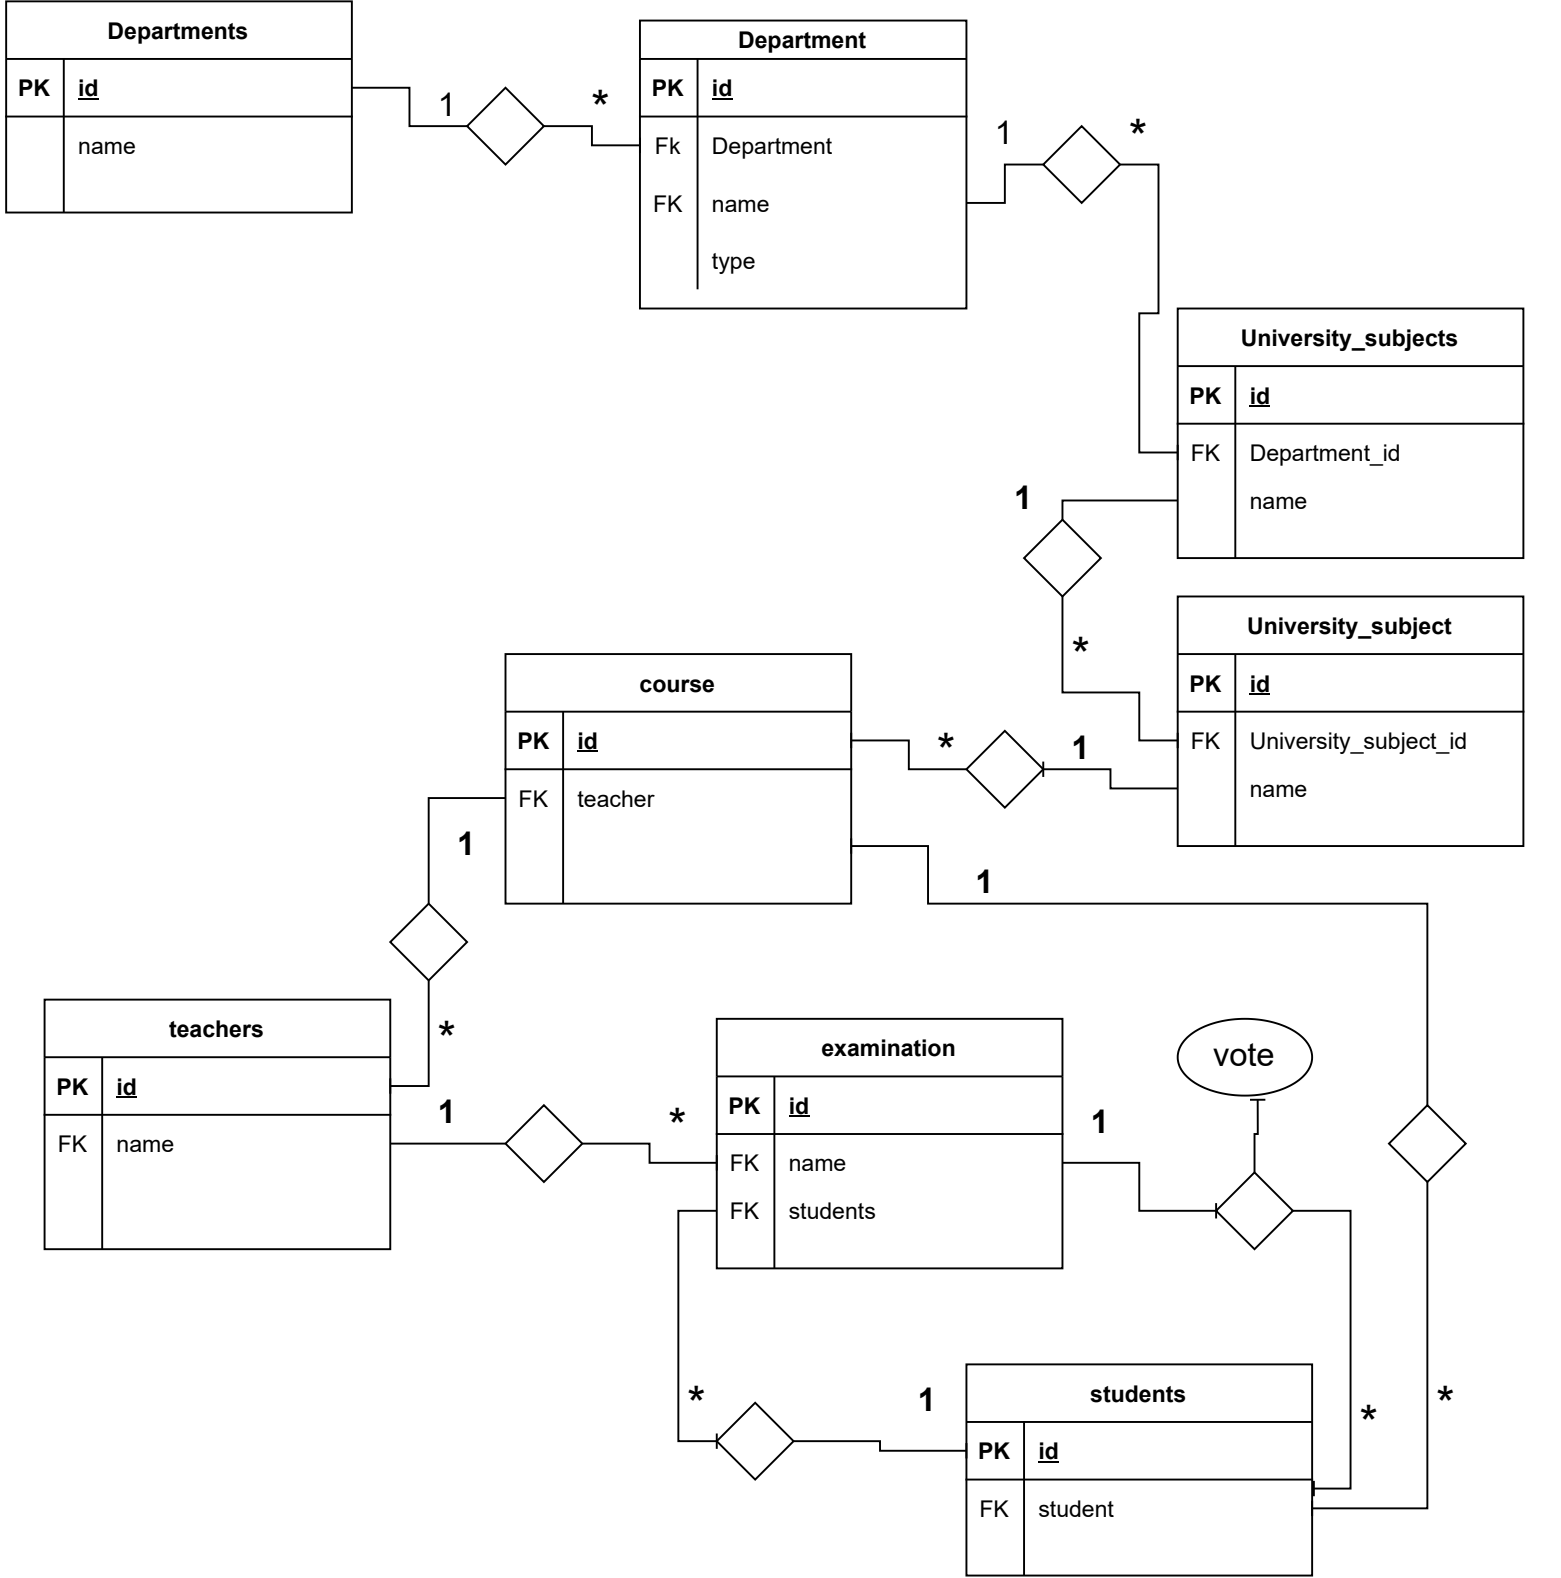 Departments
PK id
name
1
*
Department
PK id
Fk Department
FK name
type
1
*
University_subjects
PK id
FK Department_id
name
1
*
University_subject
PK id
FK University_subject_id
name
course
PK id
FK teacher
*
1
1
1
*
teachers
PK id
FK name
1
*
examination
PK id
FK name
FK students
1
vote
*
1
*
*
students
PK id
FK student